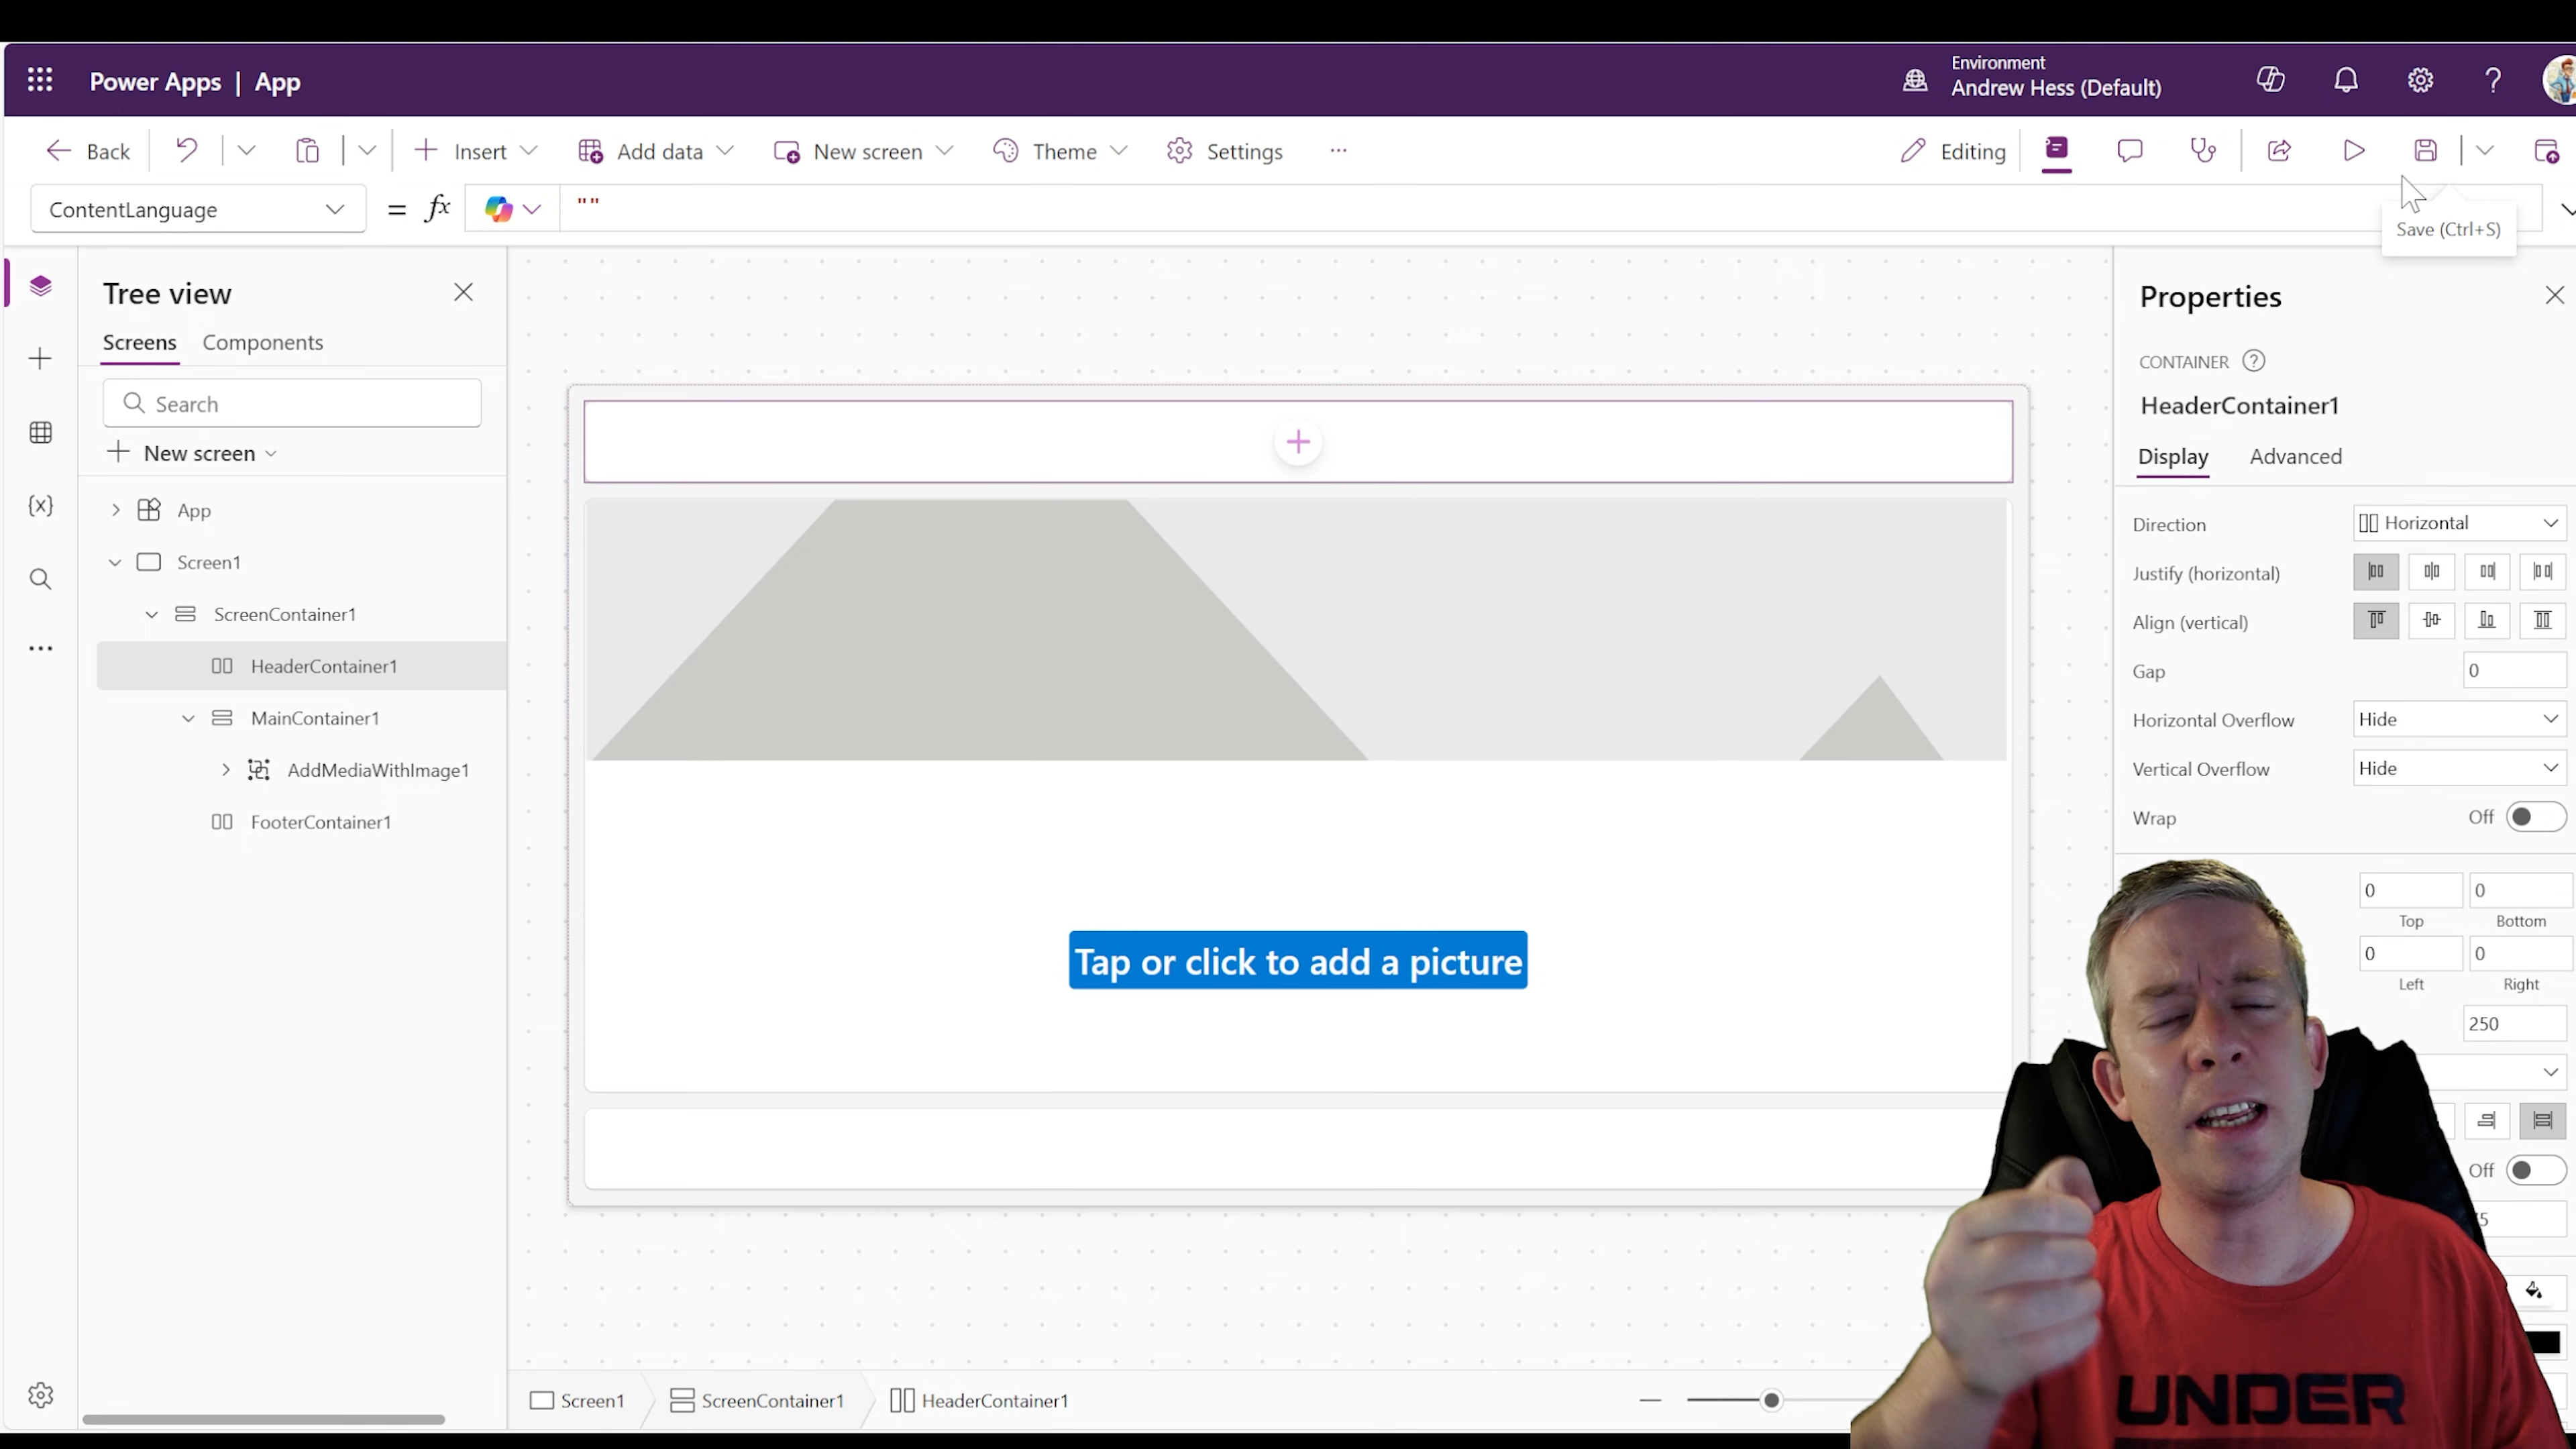 Power Apps | App
Environment
Andrew Hess (Default)
Back
Insert
Add data
New screen
Theme
Settings
...
Editing
ContentLanguage
= fx
""
Save (Ctrl+S)
Tree view
Screens
Components
Search
New screen
App
Screen1
ScreenContainer1
HeaderContainer1
MainContainer1
AddMediaWithImage1
FooterContainer1
Tap or click to add a picture
Properties
CONTAINER
HeaderContainer1
Display
Advanced
Direction
Horizontal
Justify (horizontal)
Align (vertical)
Gap
0
Horizontal Overflow
Hide
Vertical Overflow
Hide
Wrap
Off
0
0
Top
Bottom
0
0
Left
Right
250
Off
Screen1
ScreenContainer1
HeaderContainer1
UNDER